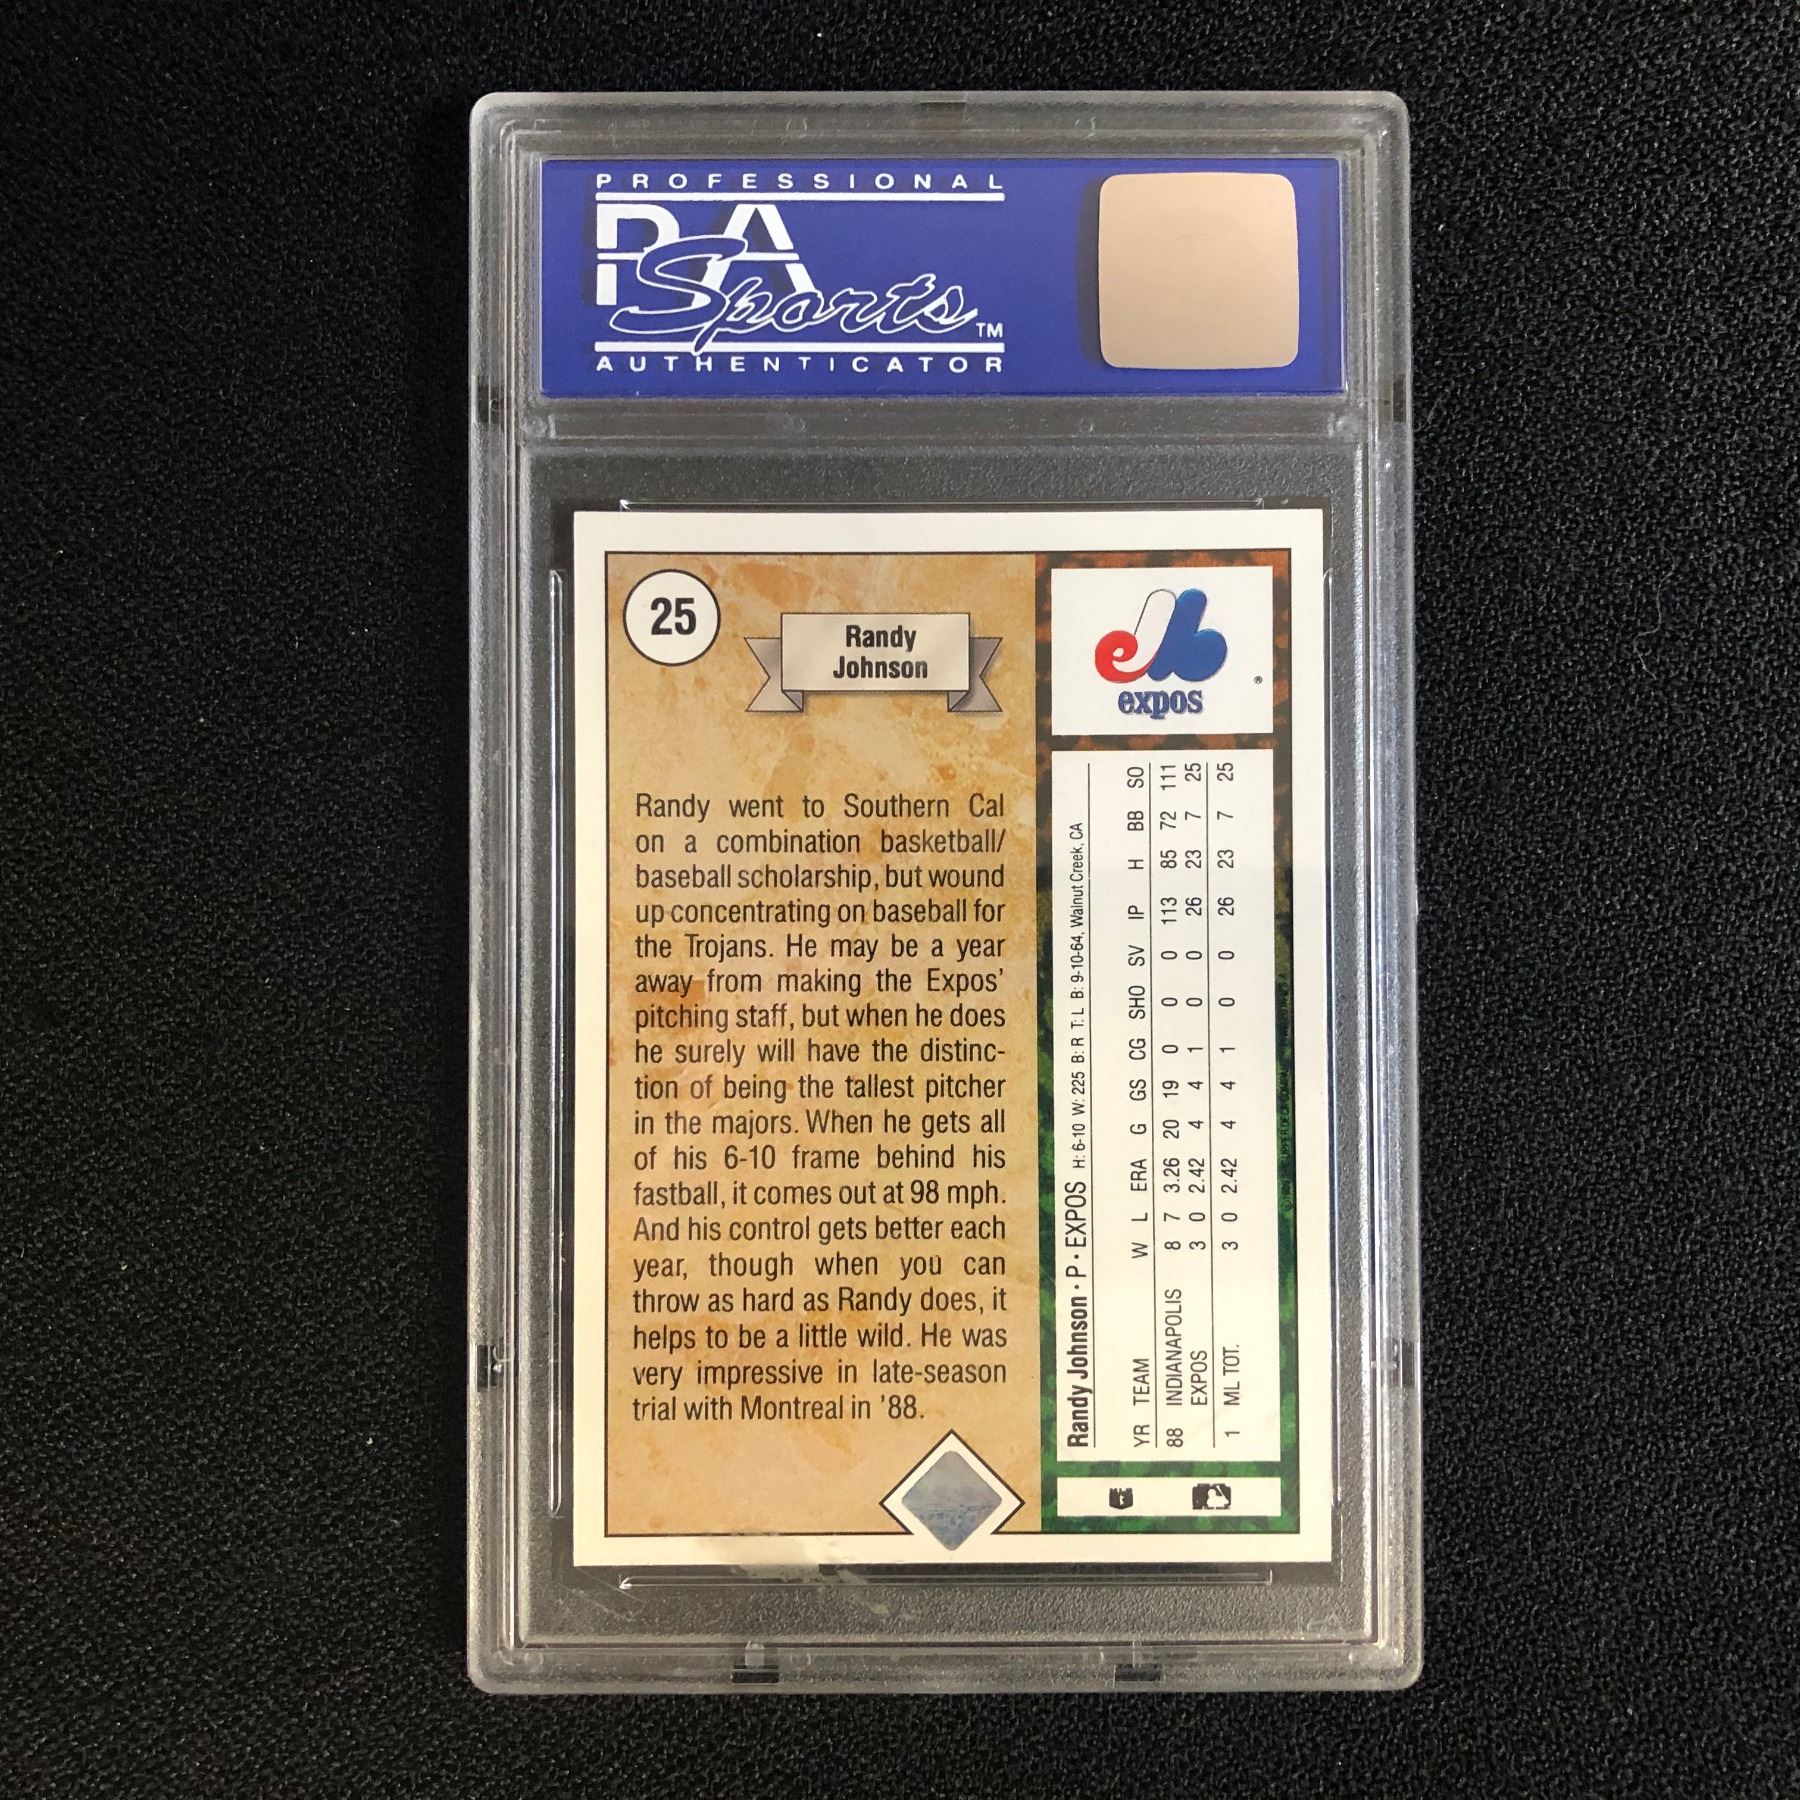 PROFESSIONAL
PSA
Sports™
AUTHENTICATOR
25
Randy
Johnson
expos
®
Randy went to Southern Cal
on a combination basketball/
baseball scholarship, but wound
up concentrating on baseball for
the Trojans. He may be a year
away from making the Expos’
pitching staff, but when he does
he surely will have the distinc-
tion of being the tallest pitcher
in the majors. When he gets all
of his 6-10 frame behind his
fastball, it comes out at 98 mph.
And his control gets better each
year, though when you can
throw as hard as Randy does, it
helps to be a little wild. He was
very impressive in late-season
trial with Montreal in ’88.
Randy Johnson · P · EXPOS H: 6-10 W: 225 B: R T: L B: 9-10-64, Walnut Creek, CA
YR TEAM W L ERA G GS CG SHO SV IP H BB SO
88 INDIANAPOLIS 8 7 3.26 20 19 0 0 0 113 85 72 111
EXPOS 3 0 2.42 4 4 1 0 0 26 23 7 25
1 ML TOT. 3 0 2.42 4 4 1 0 0 26 23 7 25